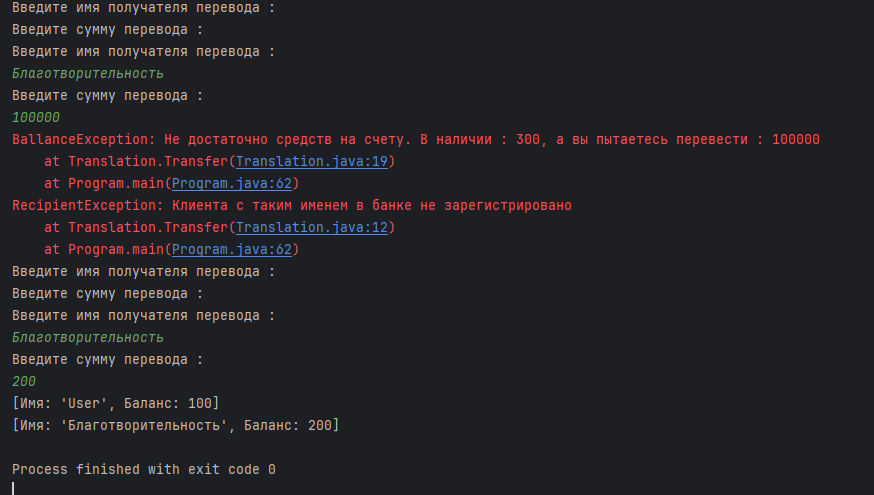 Введите имя получателя перевода :
Введите сумму перевода :
Введите имя получателя перевода :
Благотворительность
Введите сумму перевода :
100000
BallanceException: Не достаточно средств на счету. В наличии : 300, а вы пытаетесь перевести : 100000
    at Translation.Transfer(Translation.java:19)
    at Program.main(Program.java:62)
RecipientException: Клиента с таким именем в банке не зарегистрировано
    at Translation.Transfer(Translation.java:12)
    at Program.main(Program.java:62)
Введите имя получателя перевода :
Введите сумму перевода :
Введите имя получателя перевода :
Благотворительность
Введите сумму перевода :
200
[Имя: 'User', Баланс: 100]
[Имя: 'Благотворительность', Баланс: 200]
Process finished with exit code 0